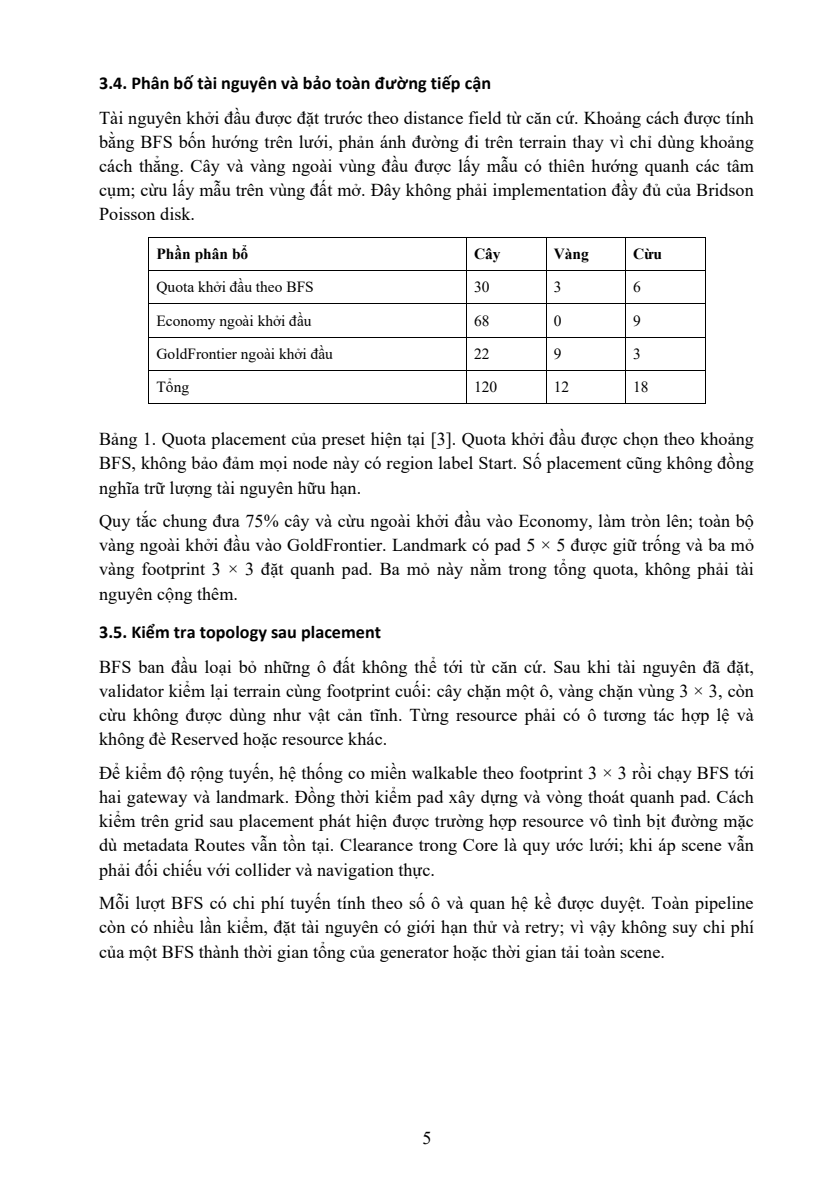 3.4. Phân bố tài nguyên và bảo toàn đường tiếp cận
Tài nguyên khởi đầu được đặt trước theo distance field từ căn cứ. Khoảng cách được tính
bằng BFS bốn hướng trên lưới, phản ánh đường đi trên terrain thay vì chỉ dùng khoảng
cách thẳng. Cây và vàng ngoài vùng đầu được lấy mẫu có thiên hướng quanh các tâm
cụm; cừu lấy mẫu trên vùng đất mở. Đây không phải implementation đầy đủ của Bridson
Poisson disk.
Phần phân bổ Cây Vàng Cừu
Quota khởi đầu theo BFS 30 3 6
Economy ngoài khởi đầu 68 0 9
GoldFrontier ngoài khởi đầu 22 9 3
Tổng 120 12 18
Bảng 1. Quota placement của preset hiện tại [3]. Quota khởi đầu được chọn theo khoảng
BFS, không bảo đảm mọi node này có region label Start. Số placement cũng không đồng
nghĩa trữ lượng tài nguyên hữu hạn.
Quy tắc chung đưa 75% cây và cừu ngoài khởi đầu vào Economy, làm tròn lên; toàn bộ
vàng ngoài khởi đầu vào GoldFrontier. Landmark có pad 5 × 5 được giữ trống và ba mỏ
vàng footprint 3 × 3 đặt quanh pad. Ba mỏ này nằm trong tổng quota, không phải tài
nguyên cộng thêm.
3.5. Kiểm tra topology sau placement
BFS ban đầu loại bỏ những ô đất không thể tới từ căn cứ. Sau khi tài nguyên đã đặt,
validator kiểm lại terrain cùng footprint cuối: cây chặn một ô, vàng chặn vùng 3 × 3, còn
cừu không được dùng như vật cản tĩnh. Từng resource phải có ô tương tác hợp lệ và
không đè Reserved hoặc resource khác.
Để kiểm độ rộng tuyến, hệ thống co miền walkable theo footprint 3 × 3 rồi chạy BFS tới
hai gateway và landmark. Đồng thời kiểm pad xây dựng và vòng thoát quanh pad. Cách
kiểm trên grid sau placement phát hiện được trường hợp resource vô tình bịt đường mặc
dù metadata Routes vẫn tồn tại. Clearance trong Core là quy ước lưới; khi áp scene vẫn
phải đối chiếu với collider và navigation thực.
Mỗi lượt BFS có chi phí tuyến tính theo số ô và quan hệ kề được duyệt. Toàn pipeline
còn có nhiều lần kiểm, đặt tài nguyên có giới hạn thử và retry; vì vậy không suy chi phí
của một BFS thành thời gian tổng của generator hoặc thời gian tải toàn scene.
5